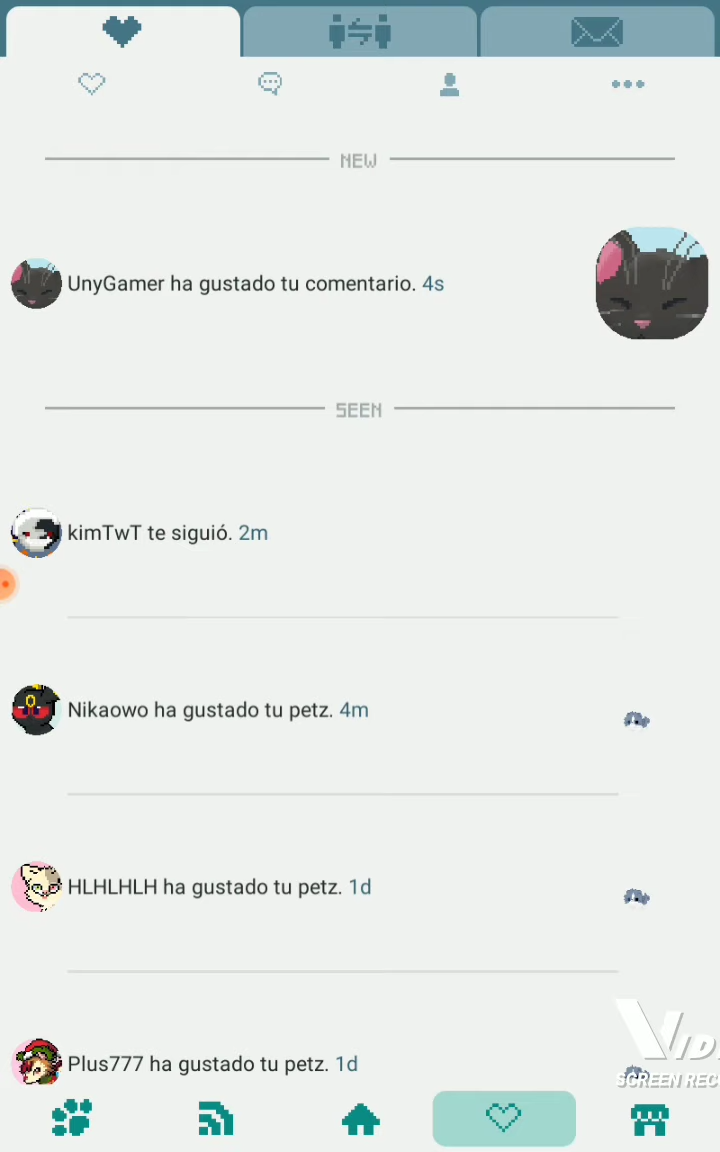 NEW
UnyGamer ha gustado tu comentario. 4s
SEEN
kimTwT te siguió. 2m
Nikaowo ha gustado tu petz. 4m
HLHLHLH ha gustado tu petz. 1d
Plus777 ha gustado tu petz. 1d
VID
SCREEN REC